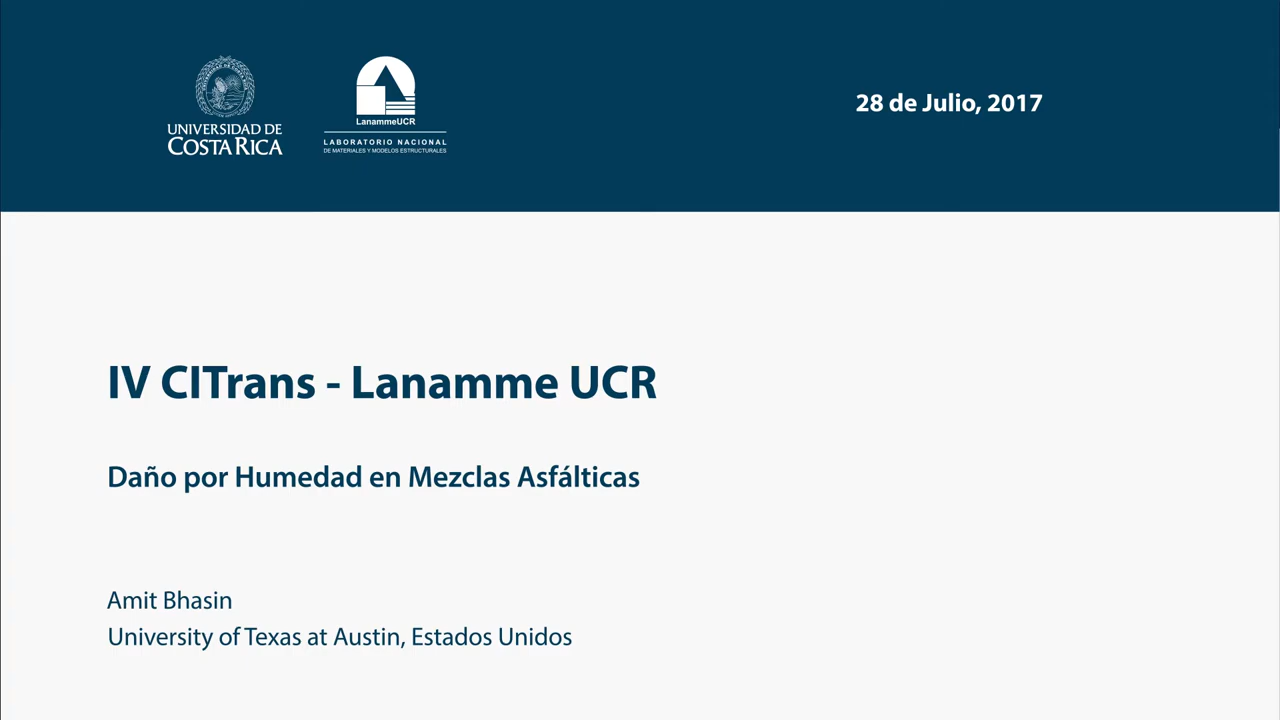 UNIVERSIDAD DE
COSTA RICA
LanammeUCR
LABORATORIO NACIONAL
DE MATERIALES Y MODELOS ESTRUCTURALES
28 de Julio, 2017
IV CITrans - Lanamme UCR
Daño por Humedad en Mezclas Asfálticas
Amit Bhasin
University of Texas at Austin, Estados Unidos